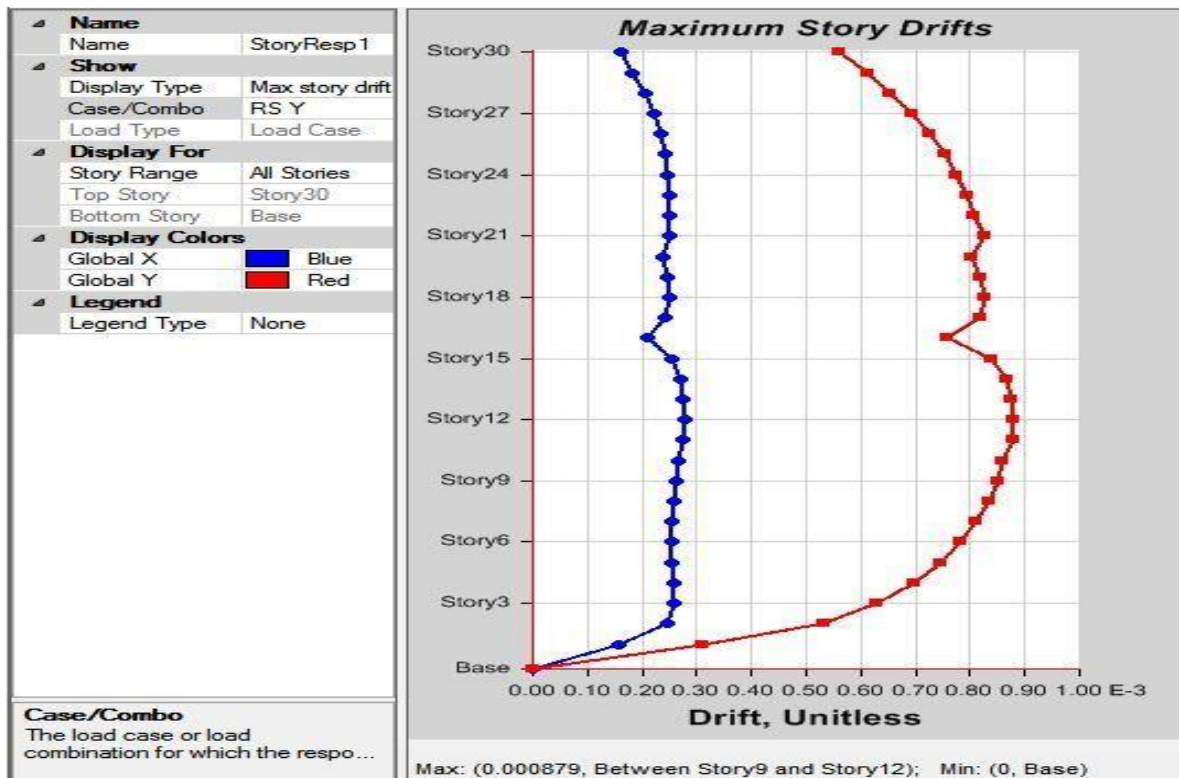 Name
Name StoryResp1
Show
Display Type Max story drift
Case/Combo RS Y
Load Type Load Case
Display For
Story Range All Stories
Top Story Story30
Bottom Story Base
Display Colors
Global X Blue
Global Y Red
Legend
Legend Type None
Case/Combo
The load case or load
combination for which the respo...
Maximum Story Drifts
Story30
Story27
Story24
Story21
Story18
Story15
Story12
Story9
Story6
Story3
Base
0.00 0.10 0.20 0.30 0.40 0.50 0.60 0.70 0.80 0.90 1.00 E-3
Drift, Unitless
Max: (0.000879, Between Story9 and Story12); Min: (0, Base)